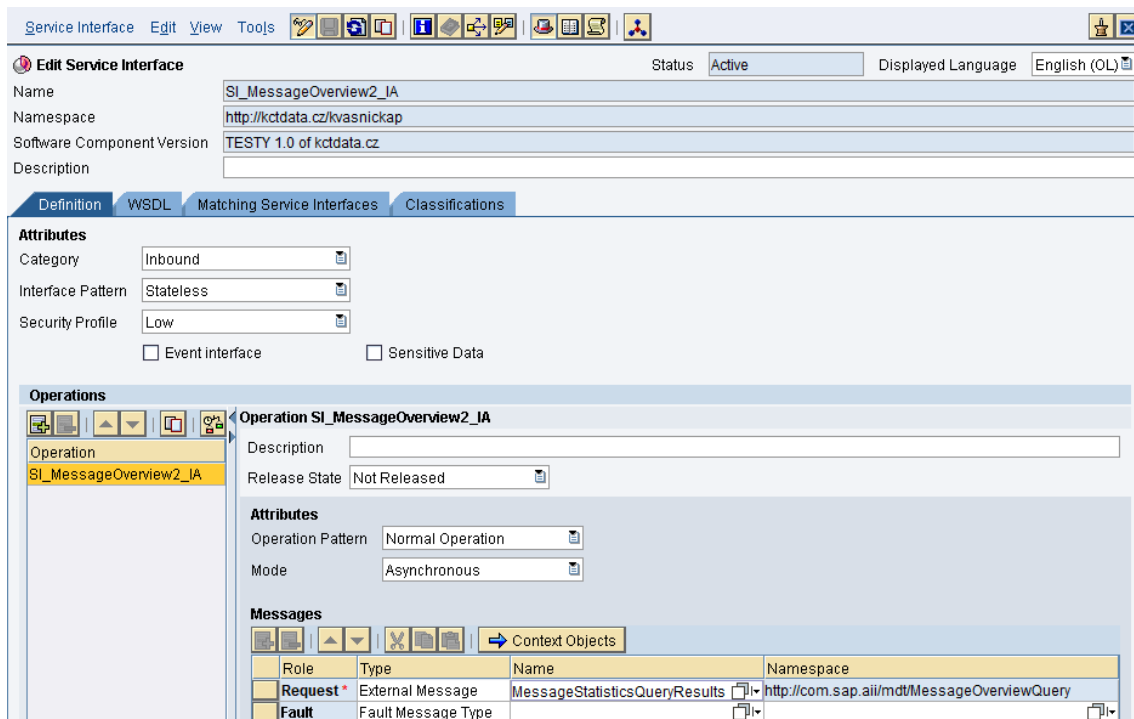 Service Interface Edit View Tools
Edit Service Interface Status Active Displayed Language English (OL)
Name SI_MessageOverview2_IA
Namespace http://kctdata.cz/kvasnickap
Software Component Version TESTY 1.0 of kctdata.cz
Description
Definition WSDL Matching Service Interfaces Classifications
Attributes
Category Inbound
Interface Pattern Stateless
Security Profile Low
Event interface Sensitive Data
Operations
Operation SI_MessageOverview2_IA
Operation
Description
SI_MessageOverview2_IA
Release State Not Released
Attributes
Operation Pattern Normal Operation
Mode Asynchronous
Messages
Context Objects
Role Type Name Namespace
Request * External Message MessageStatisticsQueryResults http://com.sap.aii/mdt/MessageOverviewQuery
Fault Fault Message Type